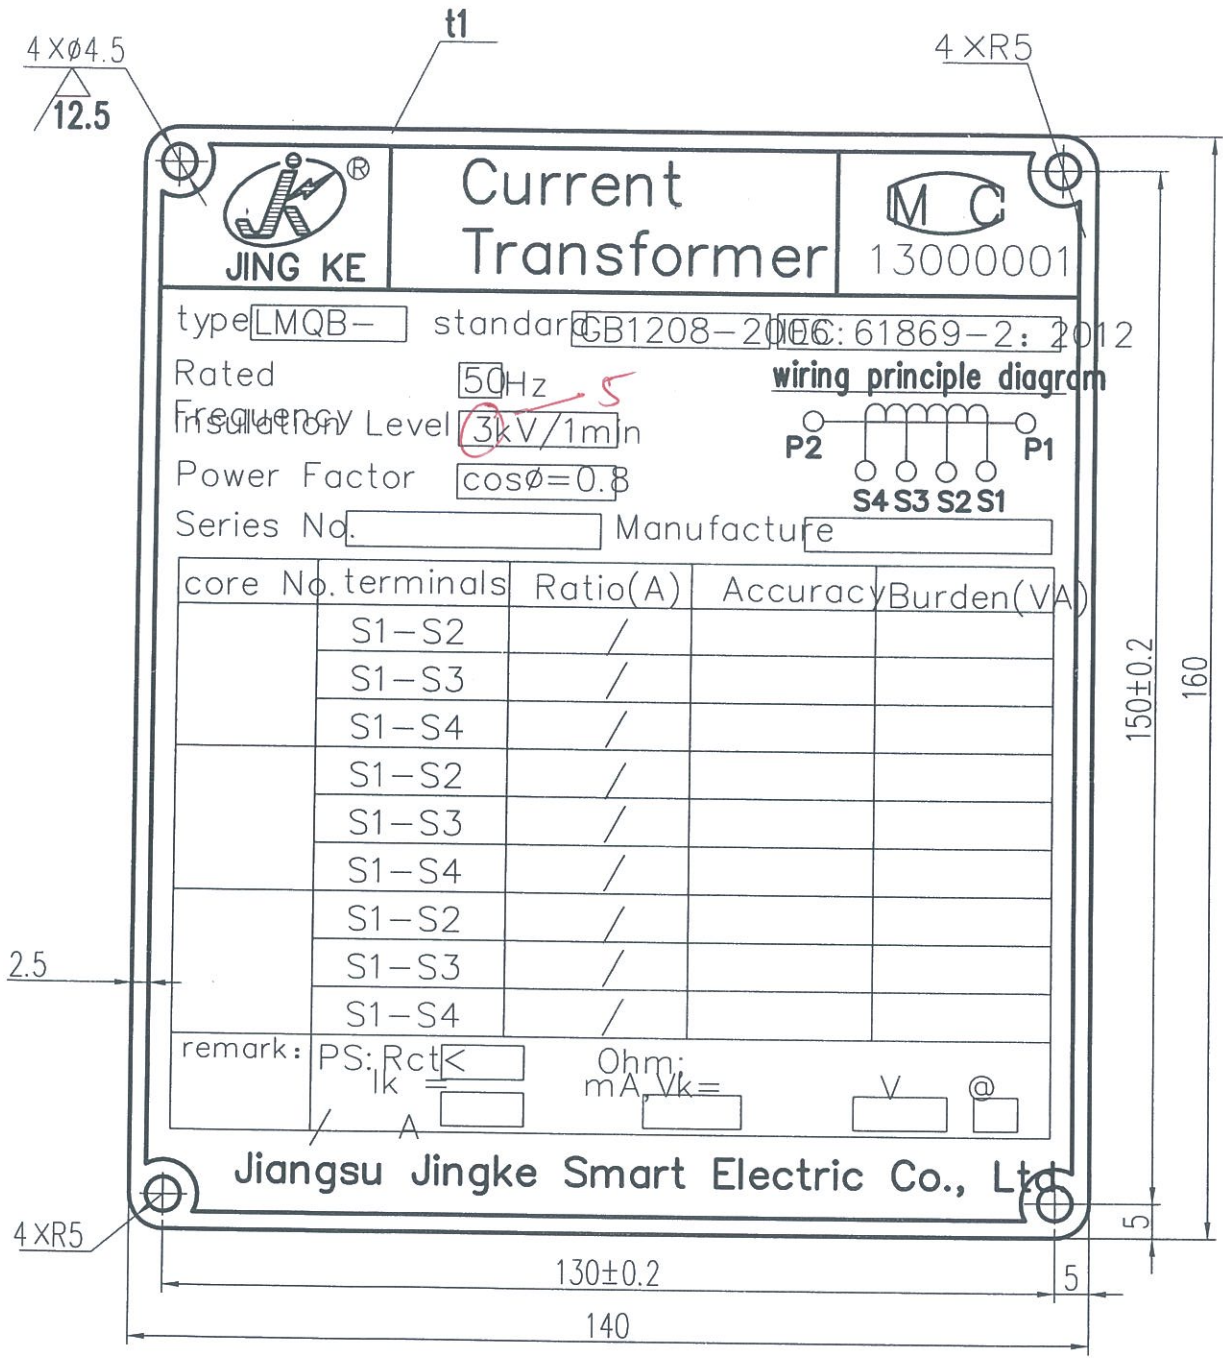 t1
4 Xø4.5
12.5
4 XR5
® Current
Transformer
JING KE
M C
13000001
type LMQB- standard GB1208-2006 IEC: 61869-2: 2012
Rated
Frequency
50Hz
wiring principle diagram
Insulation Level 3kV/1min
5
P2 P1
S4 S3 S2 S1
Power Factor cosø=0.8
Series No. Manufacture
core No. terminals Ratio(A) Accuracy Burden(VA)
S1-S2 /
S1-S3 /
S1-S4 /
S1-S2 /
S1-S3 /
S1-S4 /
S1-S2 /
S1-S3 /
S1-S4 /
remark: PS: Rct< Ohm;
Ik = mA,Vk= V @
/ A
Jiangsu Jingke Smart Electric Co., Ltd
150±0.2
160
2.5
4 XR5
5
130±0.2
5
140